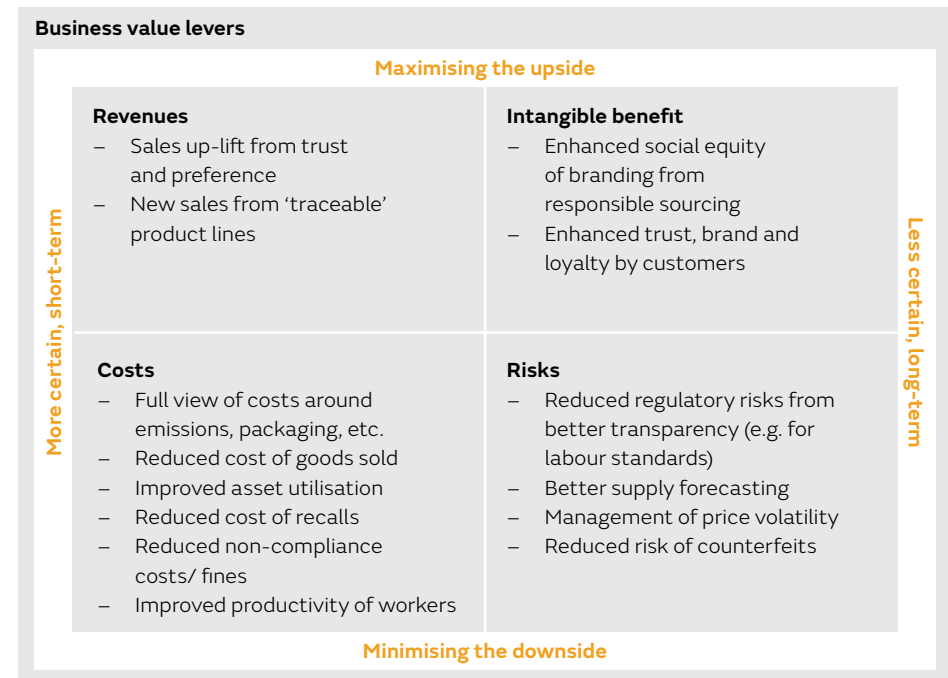 Business value levers
Maximising the upside
More certain, short-term
Revenues
– Sales up-lift from trust
and preference
– New sales from ‘traceable’
product lines
Intangible benefit
– Enhanced social equity
of branding from
responsible sourcing
– Enhanced trust, brand and
loyalty by customers
Costs
– Full view of costs around
emissions, packaging, etc.
– Reduced cost of goods sold
– Improved asset utilisation
– Reduced cost of recalls
– Reduced non-compliance
costs/ fines
– Improved productivity of workers
Risks
– Reduced regulatory risks from
better transparency (e.g. for
labour standards)
– Better supply forecasting
– Management of price volatility
– Reduced risk of counterfeits
Less certain, long-term
Minimising the downside